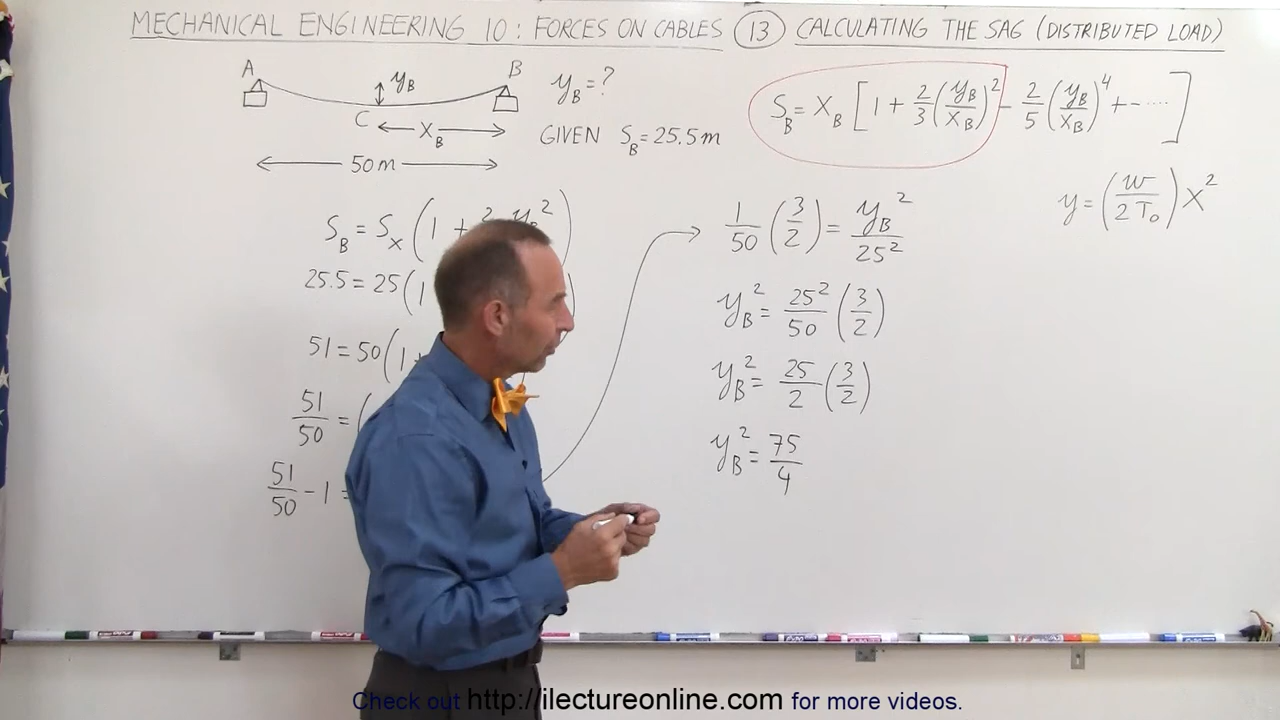 MECHANICAL ENGINEERING 10: FORCES ON CABLES (13) CALCULATING THE SAG (DISTRIBUTED LOAD)
A B
y_B
C
x_B
50 m
y_B = ?
GIVEN S_B = 25.5 m
S_B = X_B [1 + 2/3 (y_B/X_B)^2 - 2/5 (y_B/X_B)^4 + - ....]
y = (w/2T_0) X^2
S_B = S_x (1 +
25.5 = 25 (1
51 = 50 (1 +
51/50 = (
51/50 - 1 =
1/50 (3/2) = y_B^2/25^2
y_B^2 = 25^2/50 (3/2)
y_B^2 = 25/2 (3/2)
y_B^2 = 75/4
Check out http://ilectureonline.com for more videos.